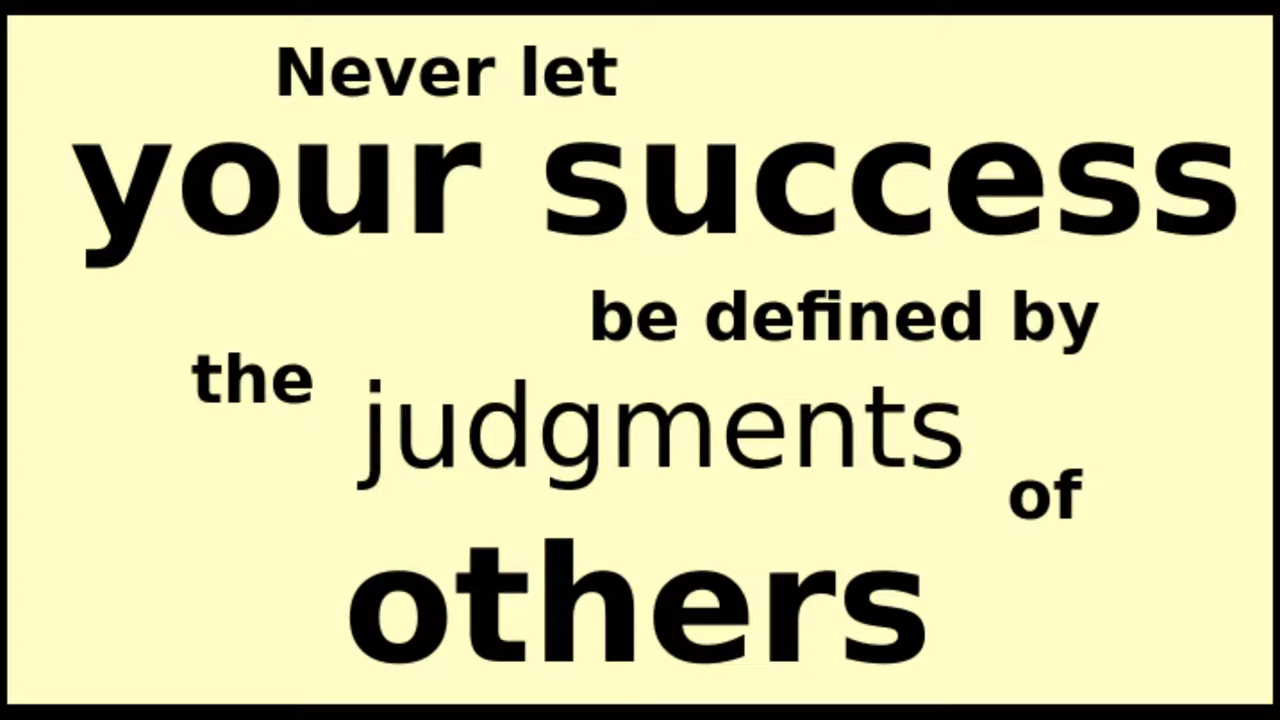 Never let
your success
be defined by
the judgments
of
others